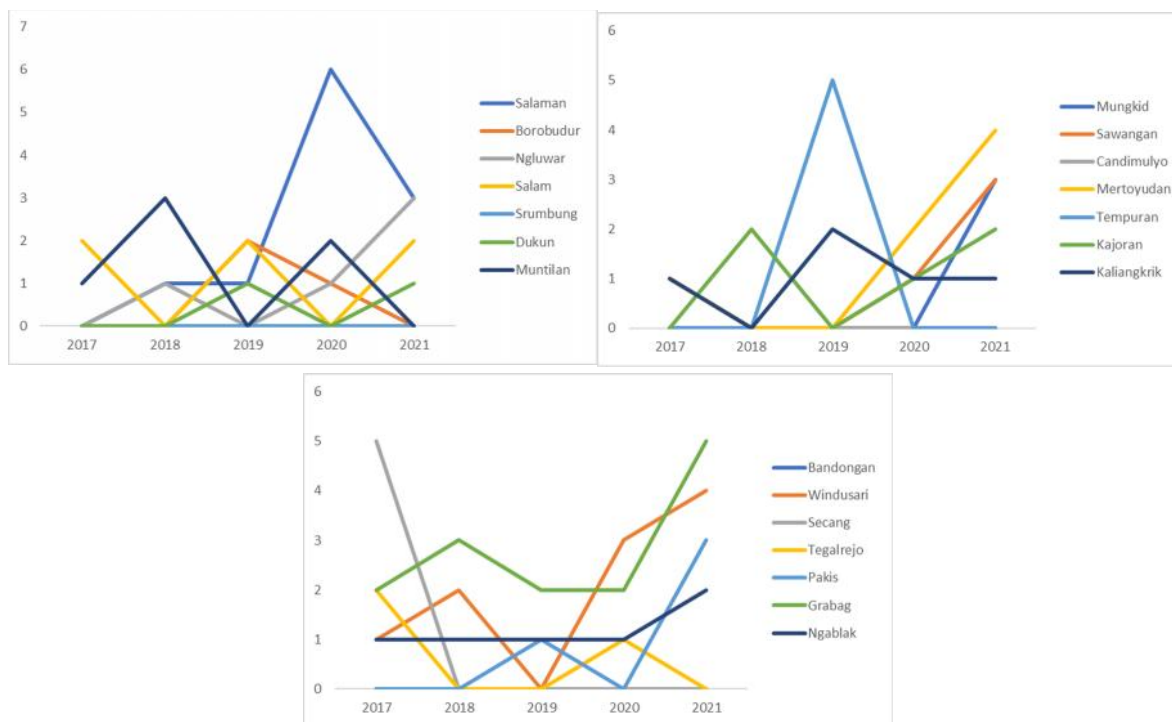 7
6
5
4
3
2
1
0
2017 2018 2019 2020 2021
Salaman
Borobudur
Ngluwar
Salam
Srumbung
Dukun
Muntilan
6
5
4
3
2
1
0
2017 2018 2019 2020 2021
Mungkid
Sawangan
Candimulyo
Mertoyudan
Tempuran
Kajoran
Kaliangkrik
6
5
4
3
2
1
0
2017 2018 2019 2020 2021
Bandongan
Windusari
Secang
Tegalrejo
Pakis
Grabag
Ngablak